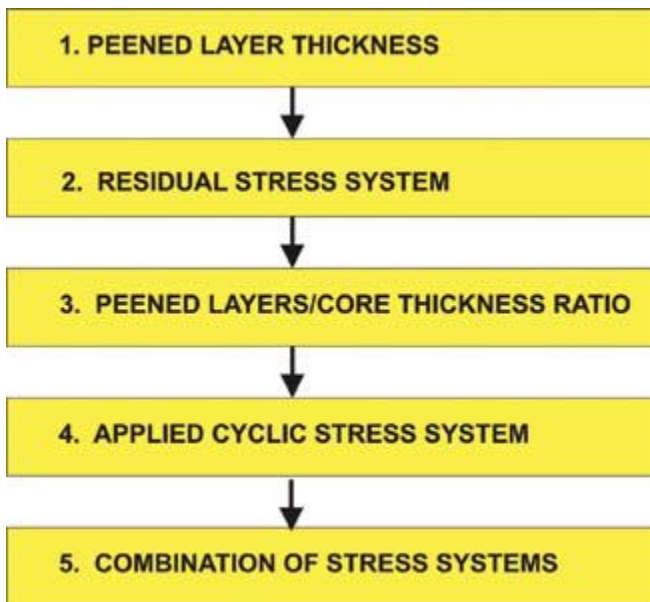 1. PEENED LAYER THICKNESS
2. RESIDUAL STRESS SYSTEM
3. PEENED LAYERS/CORE THICKNESS RATIO
4. APPLIED CYCLIC STRESS SYSTEM
5. COMBINATION OF STRESS SYSTEMS